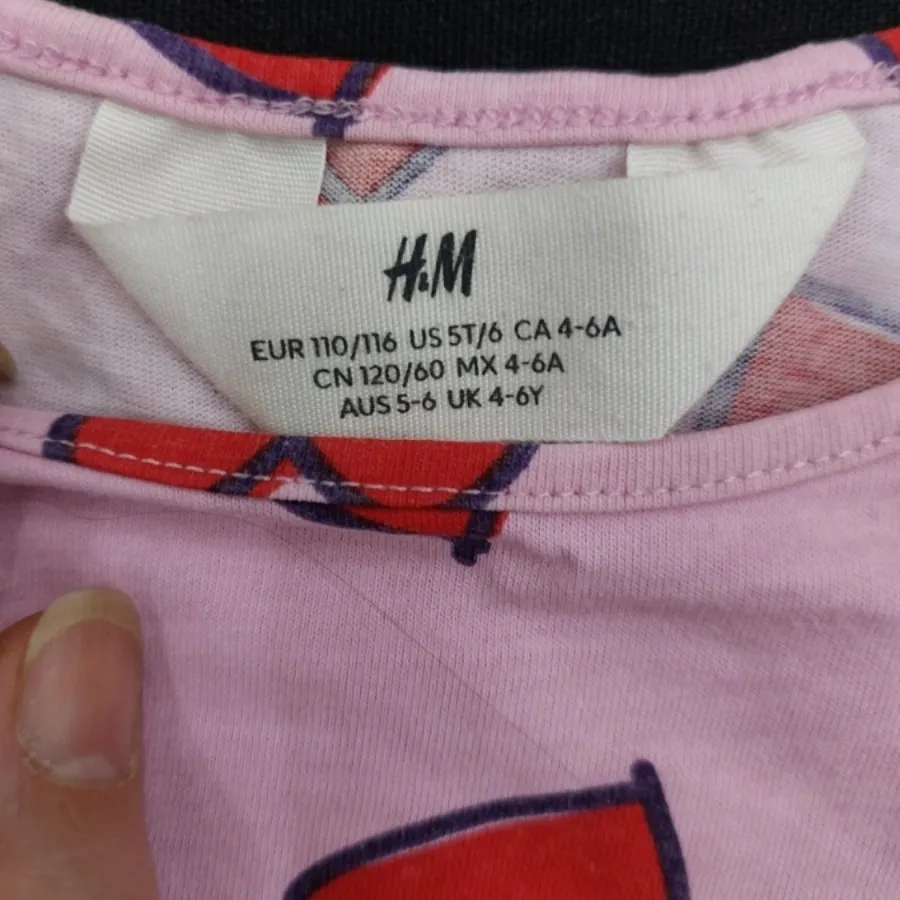 H&M
EUR 110/116 US 5T/6 CA 4-6A
CN 120/60 MX 4-6A
AUS 5-6 UK 4-6Y